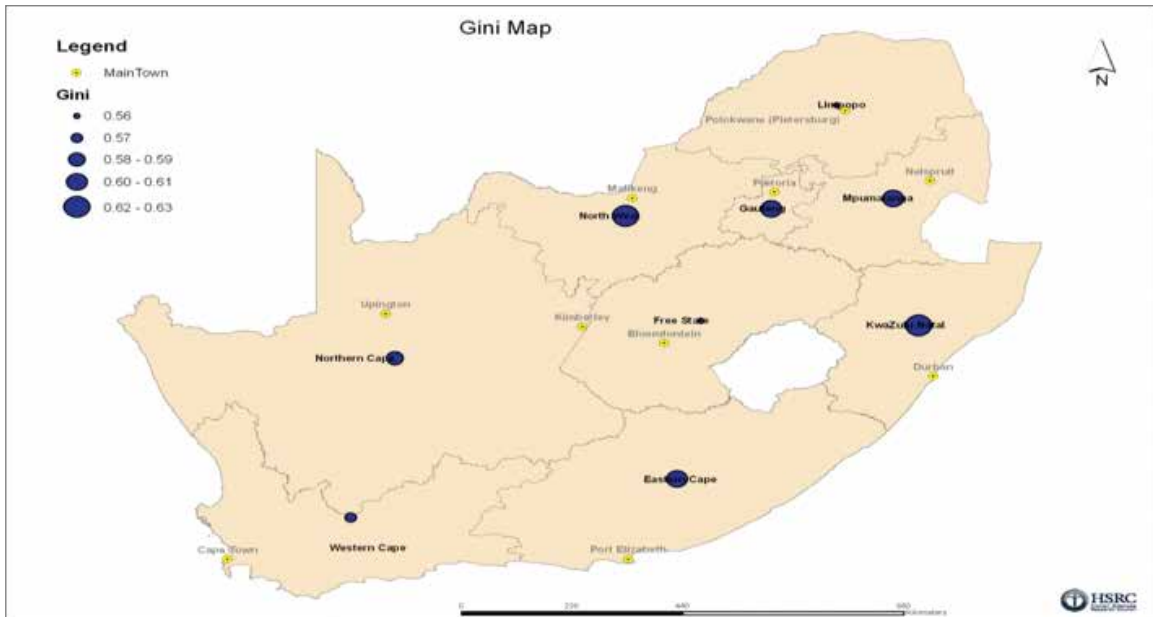 Gini Map
Legend
MainTown
Gini
0.56
0.57
0.58 - 0.59
0.60 - 0.61
0.62 - 0.63
N
Limpopo
Polokwane (Pietersburg)
Nelspruit
Mafikeng
Pretoria
Mpumalanga
Gauteng
North West
Upington
Kimberley
Free State
Bloemfontein
KwaZulu Natal
Northern Cape
Durban
Eastern Cape
Western Cape
Cape Town
Port Elizabeth
0
220
440
Kilometers
HSRC